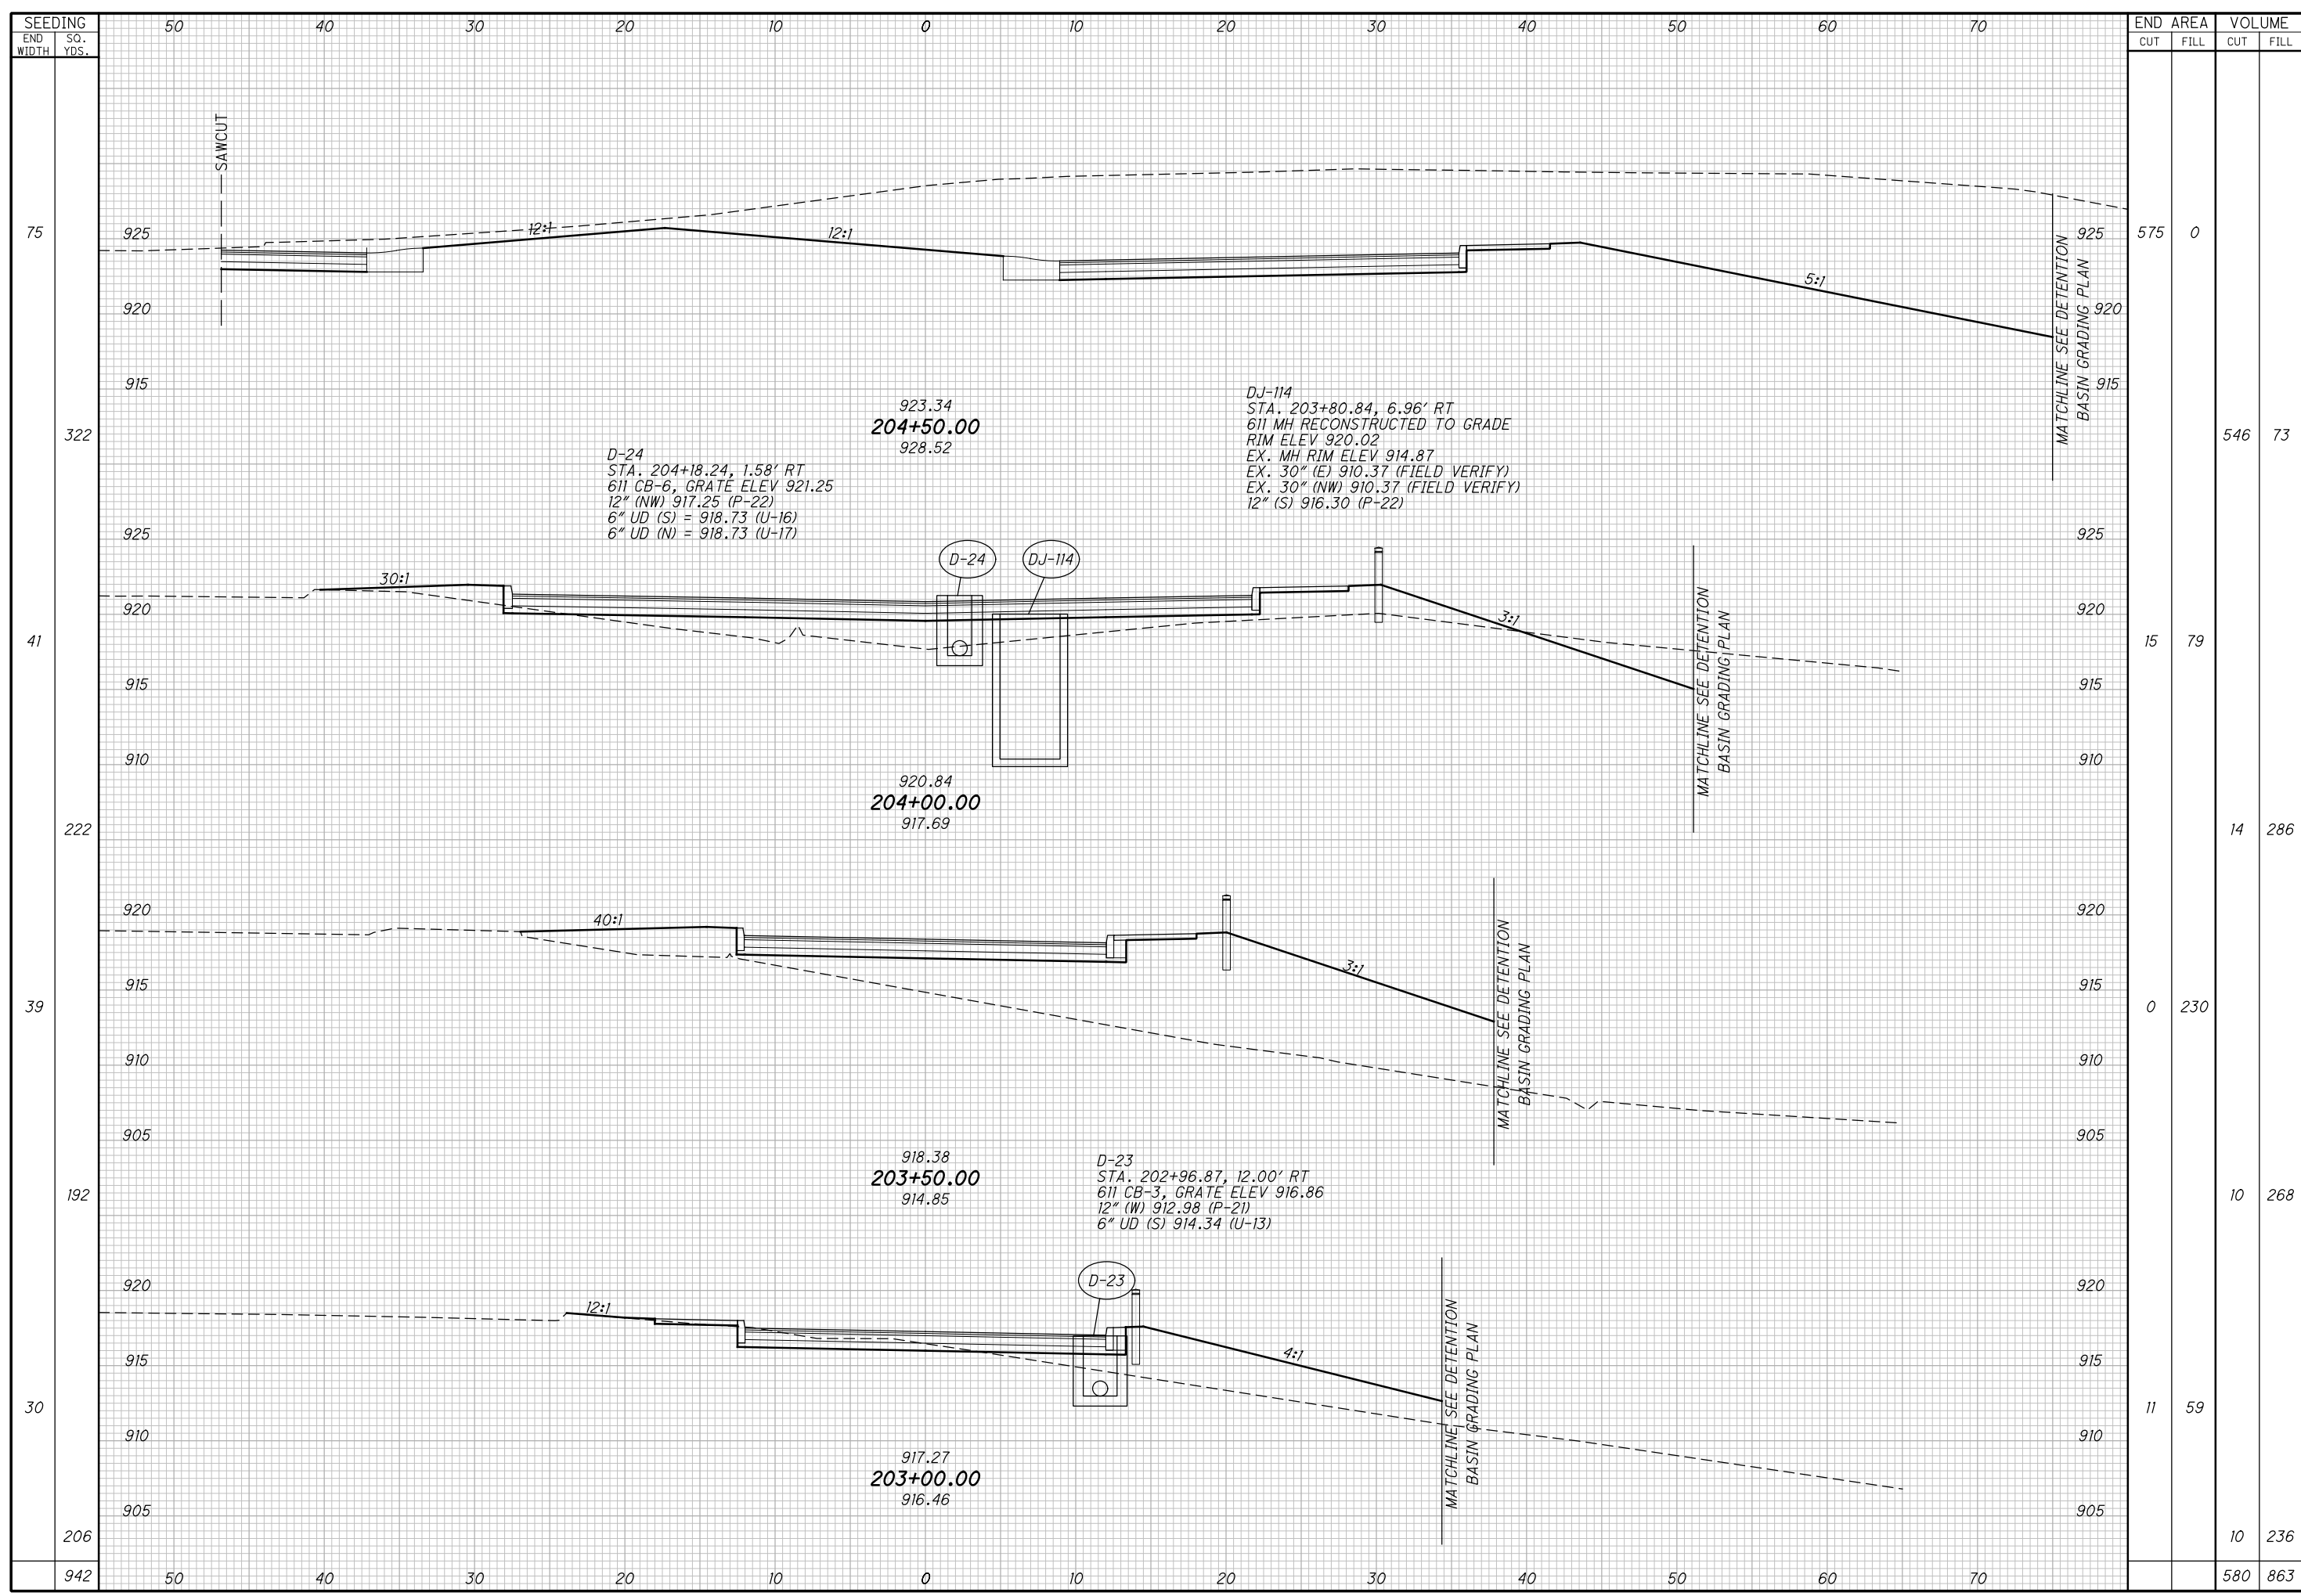 SEEDING
END WIDTH
SQ. YDS.
50 40 30 20 10 0 10 20 30 40 50 60 70
END AREA
VOLUME
CUT FILL CUT FILL
SAWCUT
75
925
12:1
12:1
925
575 0
920
5:1
920
915
915
MATCHLINE SEE DETENTION
BASIN GRADING PLAN
923.34
204+50.00
928.52
322
546 73
DJ-114
STA. 203+80.84, 6.96' RT
611 MH RECONSTRUCTED TO GRADE
RIM ELEV 920.02
EX. MH RIM ELEV 914.87
EX. 30" (E) 910.37 (FIELD VERIFY)
EX. 30" (NW) 910.37 (FIELD VERIFY)
12" (S) 916.30 (P-22)
D-24
STA. 204+18.24, 1.58' RT
611 CB-6, GRATE ELEV 921.25
12" (NW) 917.25 (P-22)
6" UD (S) = 918.73 (U-16)
6" UD (N) = 918.73 (U-17)
925
925
D-24
DJ-114
30:1
920
3:1
920
41
15 79
915
915
910
910
MATCHLINE SEE DETENTION
BASIN GRADING PLAN
920.84
204+00.00
917.69
222
14 286
920
40:1
920
915
3:1
915
39
0 230
910
910
905
905
MATCHLINE SEE DETENTION
BASIN GRADING PLAN
918.38
203+50.00
914.85
192
10 268
D-23
STA. 202+96.87, 12.00' RT
611 CB-3, GRATE ELEV 916.86
12" (W) 912.98 (P-21)
6" UD (S) 914.34 (U-13)
920
D-23
920
12:1
915
4:1
915
30
11 59
910
910
905
905
MATCHLINE SEE DETENTION
BASIN GRADING PLAN
917.27
203+00.00
916.46
206
10 236
942
50 40 30 20 10 0 10 20 30 40 50 60 70
580 863